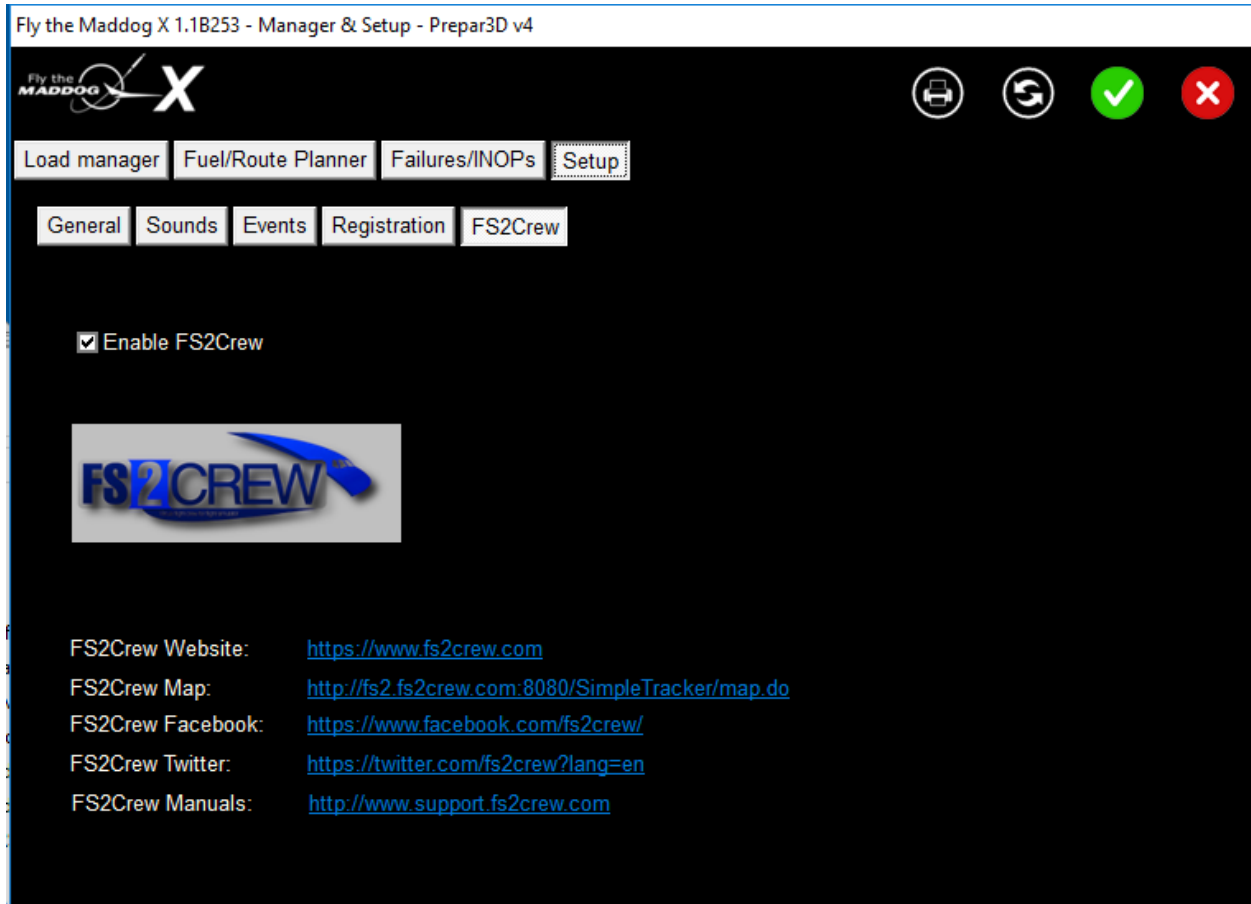 Fly the Maddog X 1.1B253 - Manager & Setup - Prepar3D v4
Fly the
MADDOG X
Load manager Fuel/Route Planner Failures/INOPs Setup
General Sounds Events Registration FS2Crew
Enable FS2Crew
FS2CREW
FS2Crew Website: https://www.fs2crew.com
FS2Crew Map: http://fs2.fs2crew.com:8080/SimpleTracker/map.do
FS2Crew Facebook: https://www.facebook.com/fs2crew/
FS2Crew Twitter: https://twitter.com/fs2crew?lang=en
FS2Crew Manuals: http://www.support.fs2crew.com